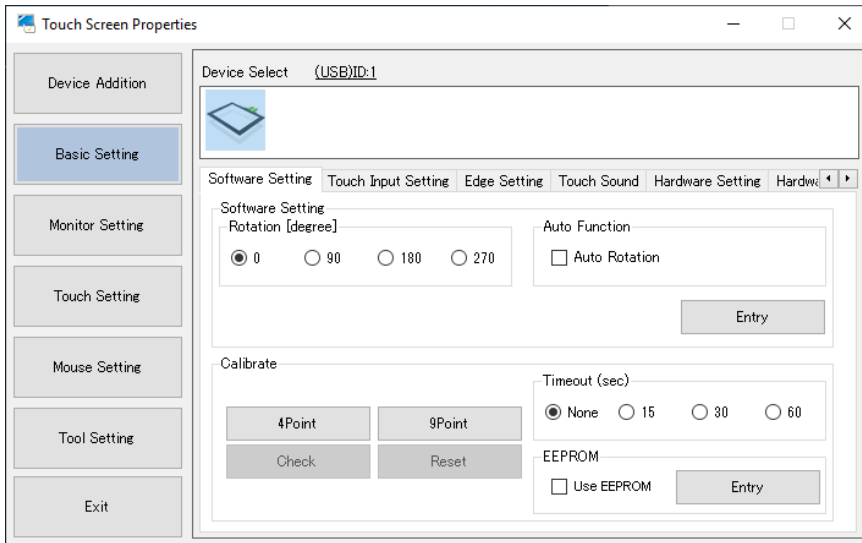 Touch Screen Properties
Device Addition
Basic Setting
Monitor Setting
Touch Setting
Mouse Setting
Tool Setting
Exit
Device Select (USB)ID:1
Software Setting Touch Input Setting Edge Setting Touch Sound Hardware Setting
Software Setting
Rotation [degree]
0 90 180 270
Auto Function
Auto Rotation
Entry
Calibrate
4Point 9Point
Check Reset
Timeout (sec)
None 15 30 60
EEPROM
Use EEPROM Entry